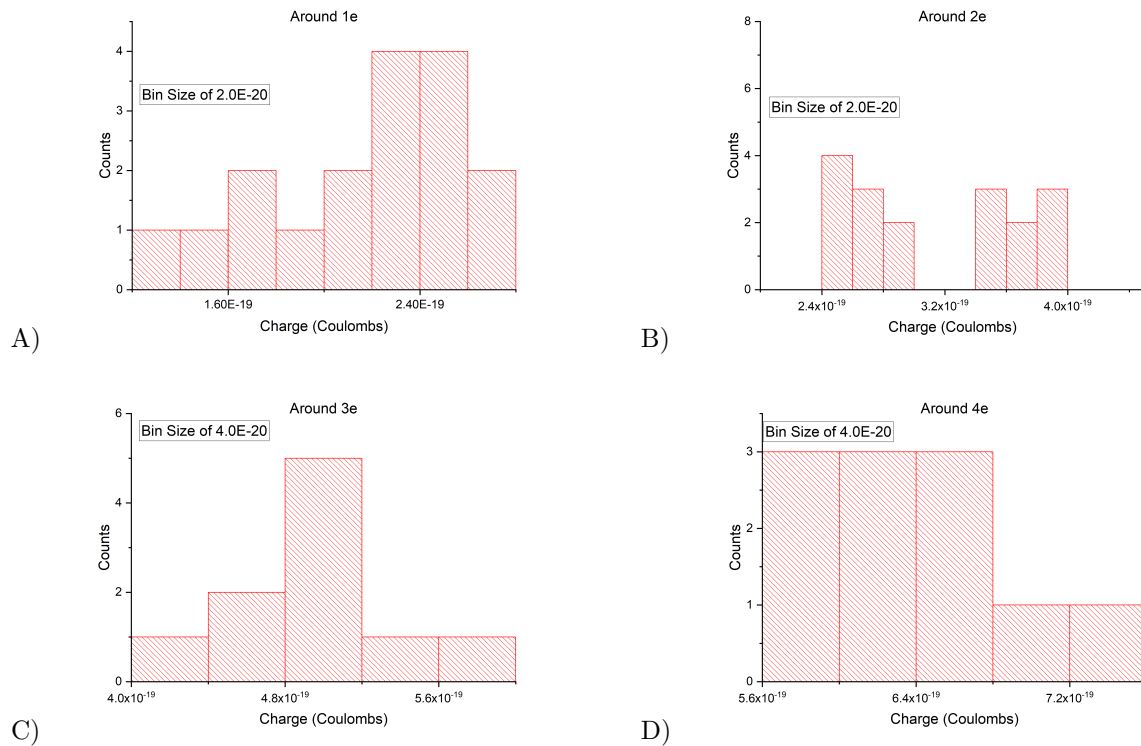 Around 1e
Bin Size of 2.0E-20
4
3
2
1
0
Counts
1.60E-19
2.40E-19
Charge (Coulombs)
A)
Around 2e
Bin Size of 2.0E-20
8
6
4
2
0
Counts
2.4x10⁻¹⁹
3.2x10⁻¹⁹
4.0x10⁻¹⁹
Charge (Coulombs)
B)
Around 3e
Bin Size of 4.0E-20
6
4
2
0
Counts
4.0x10⁻¹⁹
4.8x10⁻¹⁹
5.6x10⁻¹⁹
Charge (Coulombs)
C)
Around 4e
Bin Size of 4.0E-20
3
2
1
0
Counts
5.6x10⁻¹⁹
6.4x10⁻¹⁹
7.2x10⁻¹⁹
Charge (Coulombs)
D)